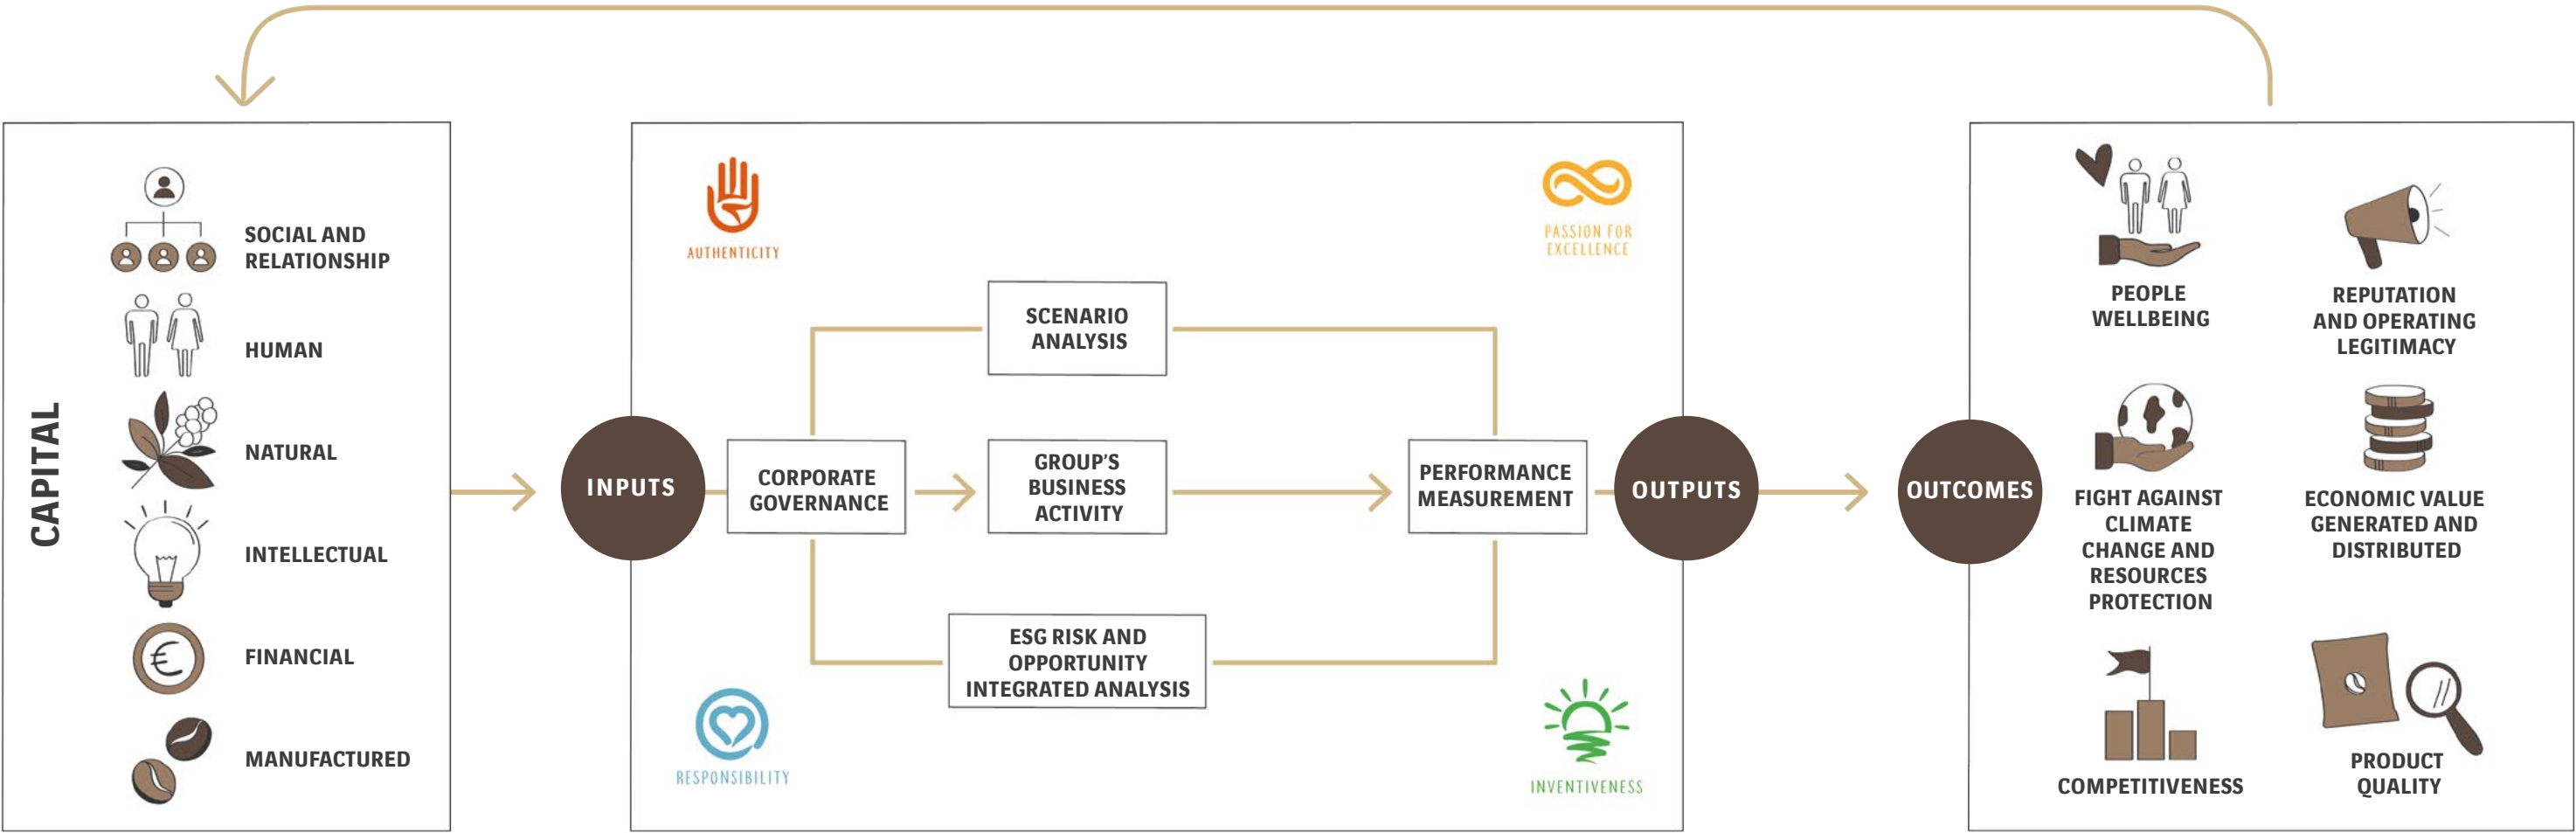 CAPITAL
SOCIAL AND
RELATIONSHIP
HUMAN
NATURAL
INTELLECTUAL
€
FINANCIAL
MANUFACTURED
INPUTS
AUTHENTICITY
PASSION FOR
EXCELLENCE
SCENARIO
ANALYSIS
CORPORATE
GOVERNANCE
GROUP'S
BUSINESS
ACTIVITY
PERFORMANCE
MEASUREMENT
ESG RISK AND
OPPORTUNITY
INTEGRATED ANALYSIS
RESPONSIBILITY
INVENTIVENESS
OUTPUTS
OUTCOMES
PEOPLE
WELLBEING
REPUTATION
AND OPERATING
LEGITIMACY
FIGHT AGAINST
CLIMATE
CHANGE AND
RESOURCES
PROTECTION
ECONOMIC VALUE
GENERATED AND
DISTRIBUTED
COMPETITIVENESS
PRODUCT
QUALITY